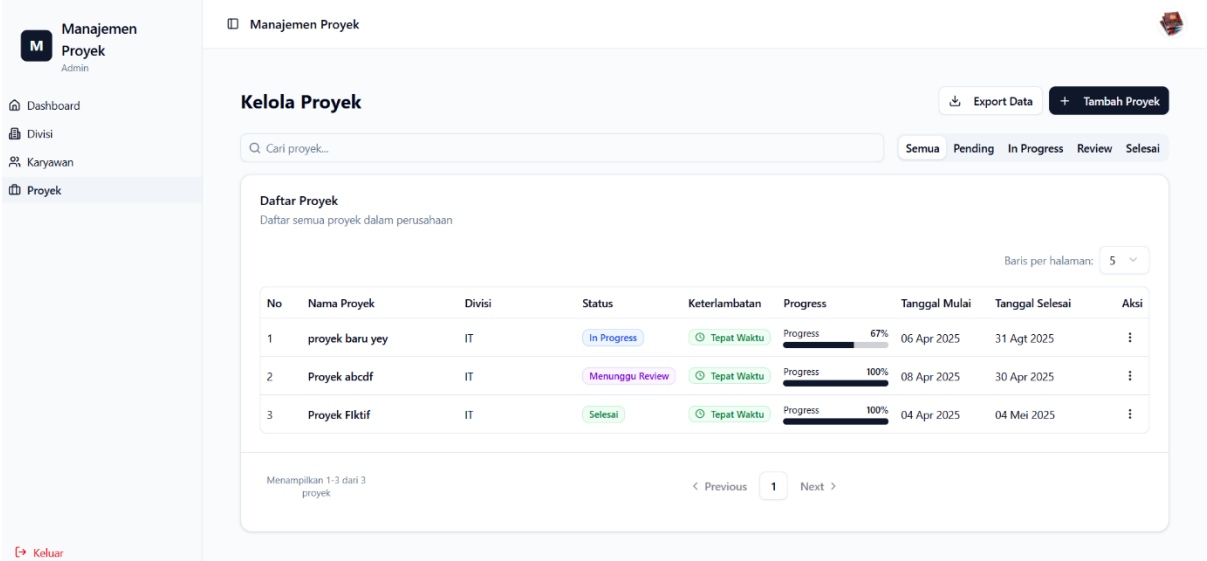 M
Manajemen
Proyek
Admin
Dashboard
Divisi
Karyawan
Proyek
Keluar
Manajemen Proyek
Kelola Proyek
Export Data
+ Tambah Proyek
Cari proyek...
Semua Pending In Progress Review Selesai
Daftar Proyek
Daftar semua proyek dalam perusahaan
Baris per halaman: 5
No Nama Proyek Divisi Status Keterlambatan Progress Tanggal Mulai Tanggal Selesai Aksi
1 proyek baru yey IT In Progress Tepat Waktu Progress 67% 06 Apr 2025 31 Agt 2025
2 Proyek abcdf IT Menunggu Review Tepat Waktu Progress 100% 08 Apr 2025 30 Apr 2025
3 Proyek FIktif IT Selesai Tepat Waktu Progress 100% 04 Apr 2025 04 Mei 2025
Menampilkan 1-3 dari 3
proyek
< Previous 1 Next >